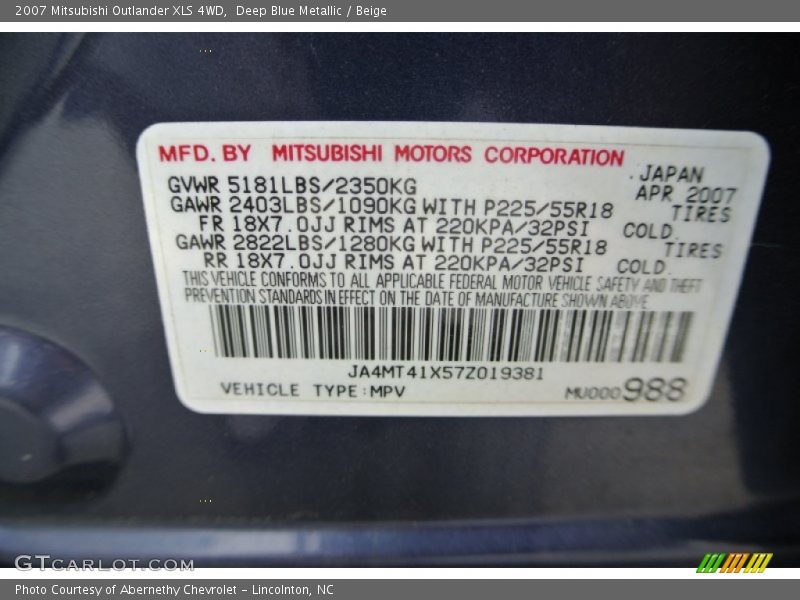 2007 Mitsubishi Outlander XLS 4WD, Deep Blue Metallic / Beige
MFD. BY MITSUBISHI MOTORS CORPORATION
JAPAN
GVWR 5181LBS/2350KG
APR 2007
GAWR 2403LBS/1090KG WITH P225/55R18 TIRES
FR 18X7.0JJ RIMS AT 220KPA/32PSI COLD.
GAWR 2822LBS/1280KG WITH P225/55R18 TIRES
RR 18X7.0JJ RIMS AT 220KPA/32PSI COLD.
THIS VEHICLE CONFORMS TO ALL APPLICABLE FEDERAL MOTOR VEHICLE SAFETY AND THEFT
PREVENTION STANDARDS IN EFFECT ON THE DATE OF MANUFACTURE SHOWN ABOVE
JA4MT41X57Z019381
VEHICLE TYPE:MPV
MU000988
GTCARLOT.COM
Photo Courtesy of Abernethy Chevrolet - Lincolnton, NC